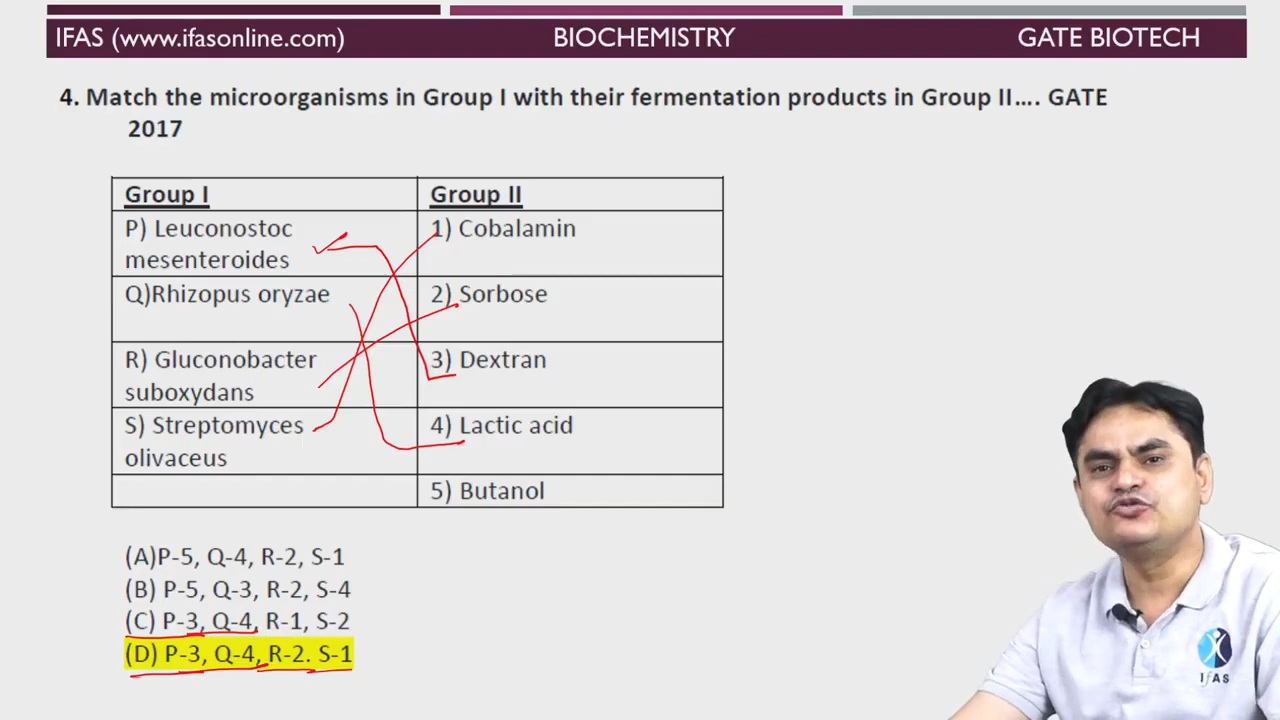 IFAS (www.ifasonline.com) BIOCHEMISTRY GATE BIOTECH
4. Match the microorganisms in Group I with their fermentation products in Group II.... GATE
2017
Group I Group II
P) Leuconostoc 1) Cobalamin
mesenteroides
Q)Rhizopus oryzae 2) Sorbose
R) Gluconobacter 3) Dextran
suboxydans
S) Streptomyces 4) Lactic acid
olivaceus
5) Butanol
(A)P-5, Q-4, R-2, S-1
(B) P-5, Q-3, R-2, S-4
(C) P-3, Q-4, R-1, S-2
(D) P-3, Q-4, R-2. S-1
IFAS